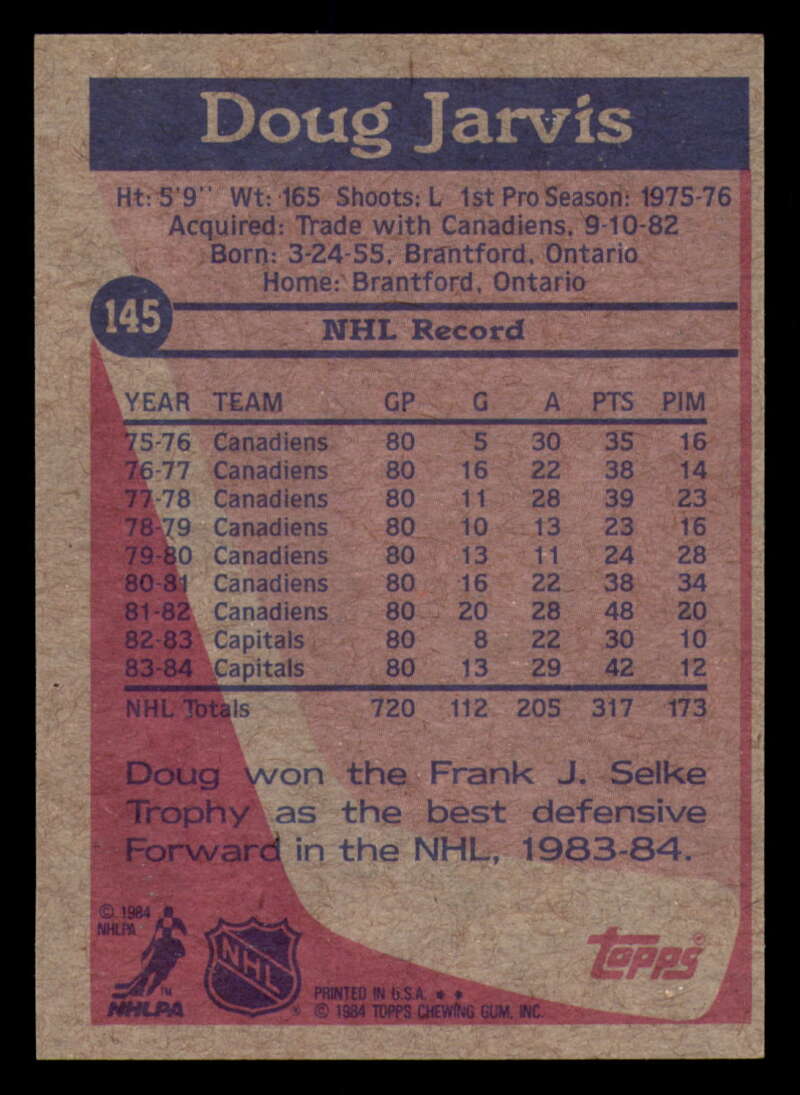 Doug Jarvis
Ht: 5'9" Wt: 165 Shoots: L 1st Pro Season: 1975-76
Acquired: Trade with Canadiens, 9-10-82
Born: 3-24-55, Brantford, Ontario
Home: Brantford, Ontario
145
NHL Record
YEAR TEAM GP G A PTS PIM
75-76 Canadiens 80 5 30 35 16
76-77 Canadiens 80 16 22 38 14
77-78 Canadiens 80 11 28 39 23
78-79 Canadiens 80 10 13 23 16
79-80 Canadiens 80 13 11 24 28
80-81 Canadiens 80 16 22 38 34
81-82 Canadiens 80 20 28 48 20
82-83 Capitals 80 8 22 30 10
83-84 Capitals 80 13 29 42 12
NHL Totals 720 112 205 317 173
Doug won the Frank J. Selke
Trophy as the best defensive
Forward in the NHL, 1983-84.
© 1984
NHLPA
™
NHLPA
NHL
®
PRINTED IN U.S.A. * *
© 1984 TOPPS CHEWING GUM, INC.
topps®